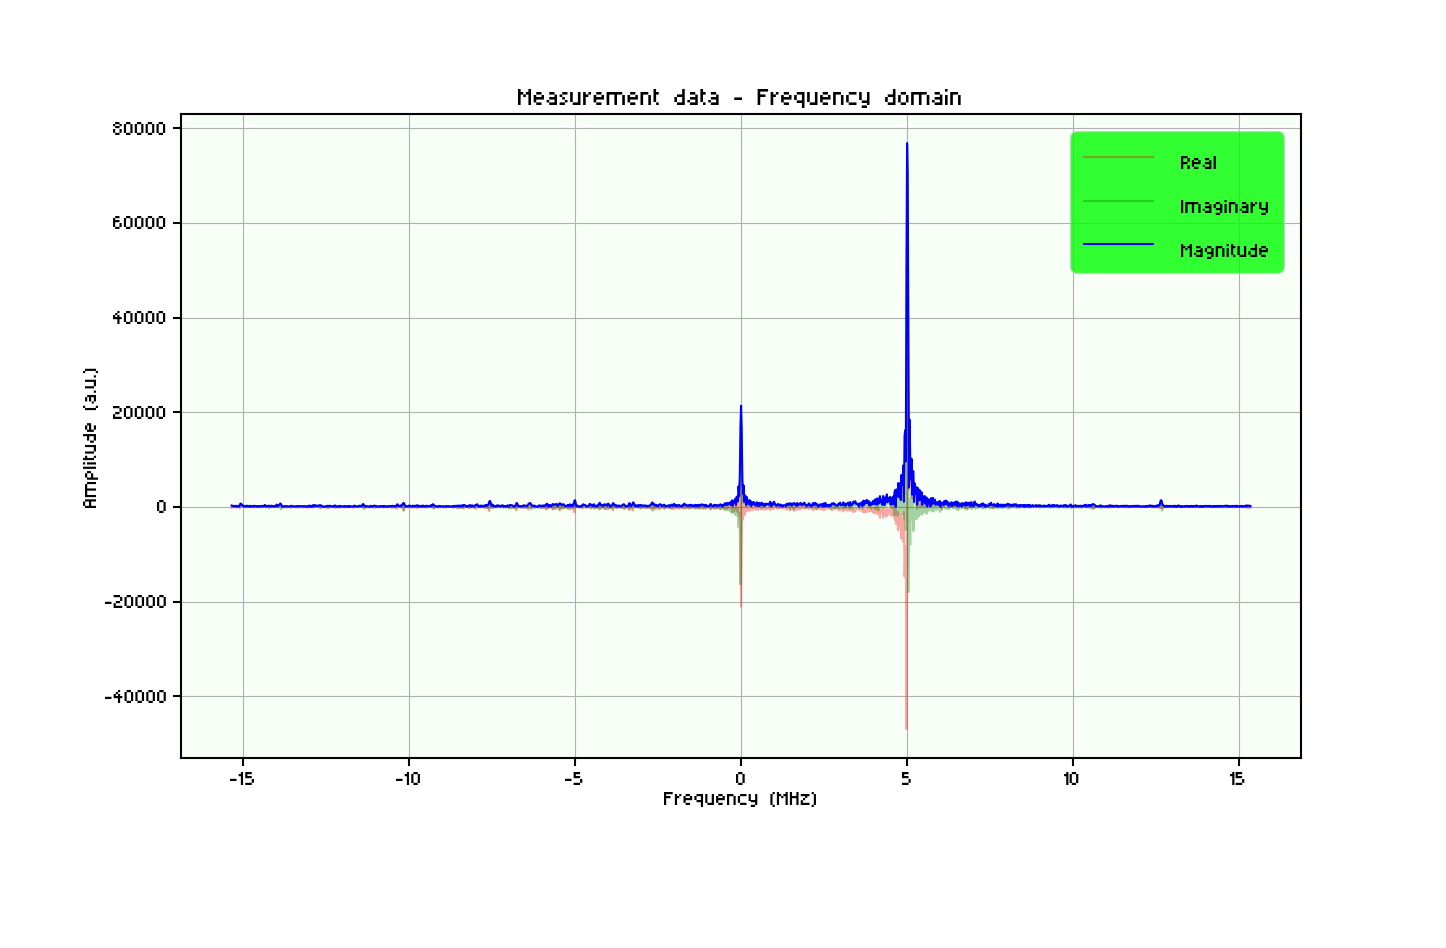 Measurement data - Frequency domain
80000
60000
40000
20000
0
-20000
-40000
Amplitude (a.u.)
Real
Imaginary
Magnitude
-15 -10 -5 0 5 10 15
Frequency (MHz)